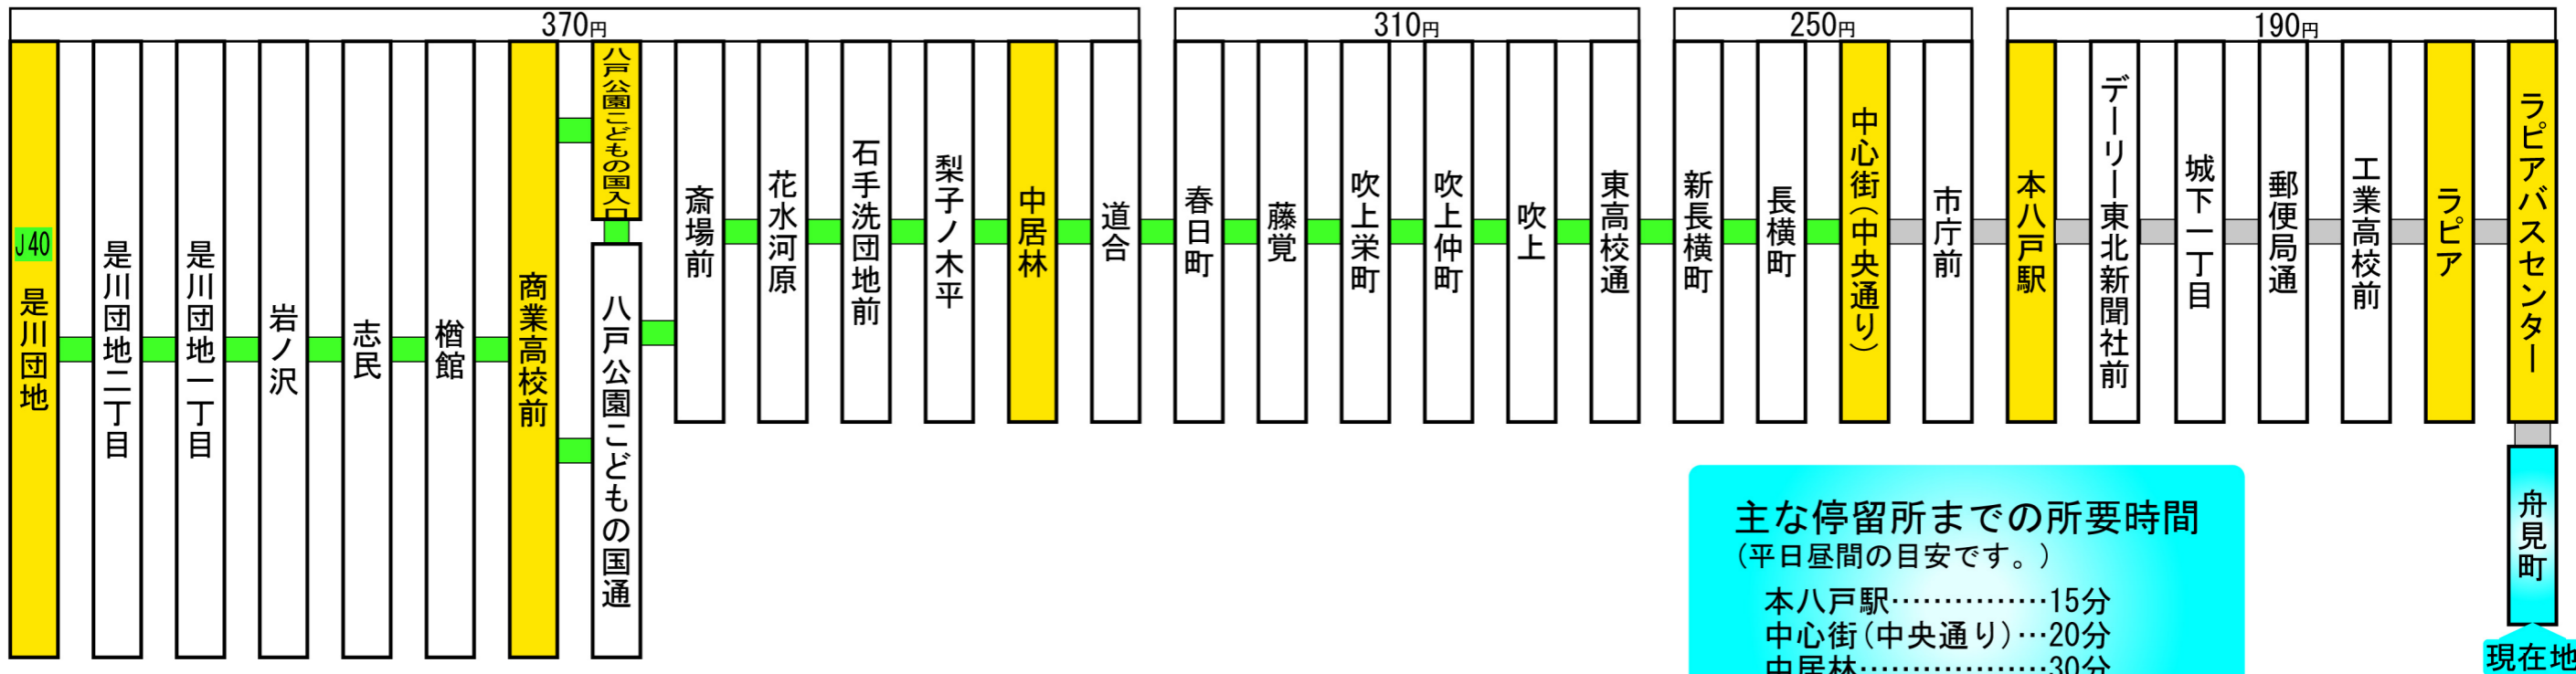 370円
310円
250円
190円
J40
是川団地
是川団地二丁目
是川団地一丁目
岩ノ沢
志民
楢館
商業高校前
八戸公園こどもの国入口
八戸公園こどもの国通
斎場前
花水河原
石手洗団地前
梨子ノ木平
中居林
道合
春日町
藤覚
吹上栄町
吹上仲町
吹上
東高校通
新長横町
長横町
中心街(中央通り)
市庁前
本八戸駅
デーリー東北新聞社前
城下一丁目
郵便局通
工業高校前
ラピア
ラピアバスセンター
舟見町
現在地
主な停留所までの所要時間
(平日昼間の目安です。)
本八戸駅……………15分
中心街(中央通り)…20分
中居林………………30分